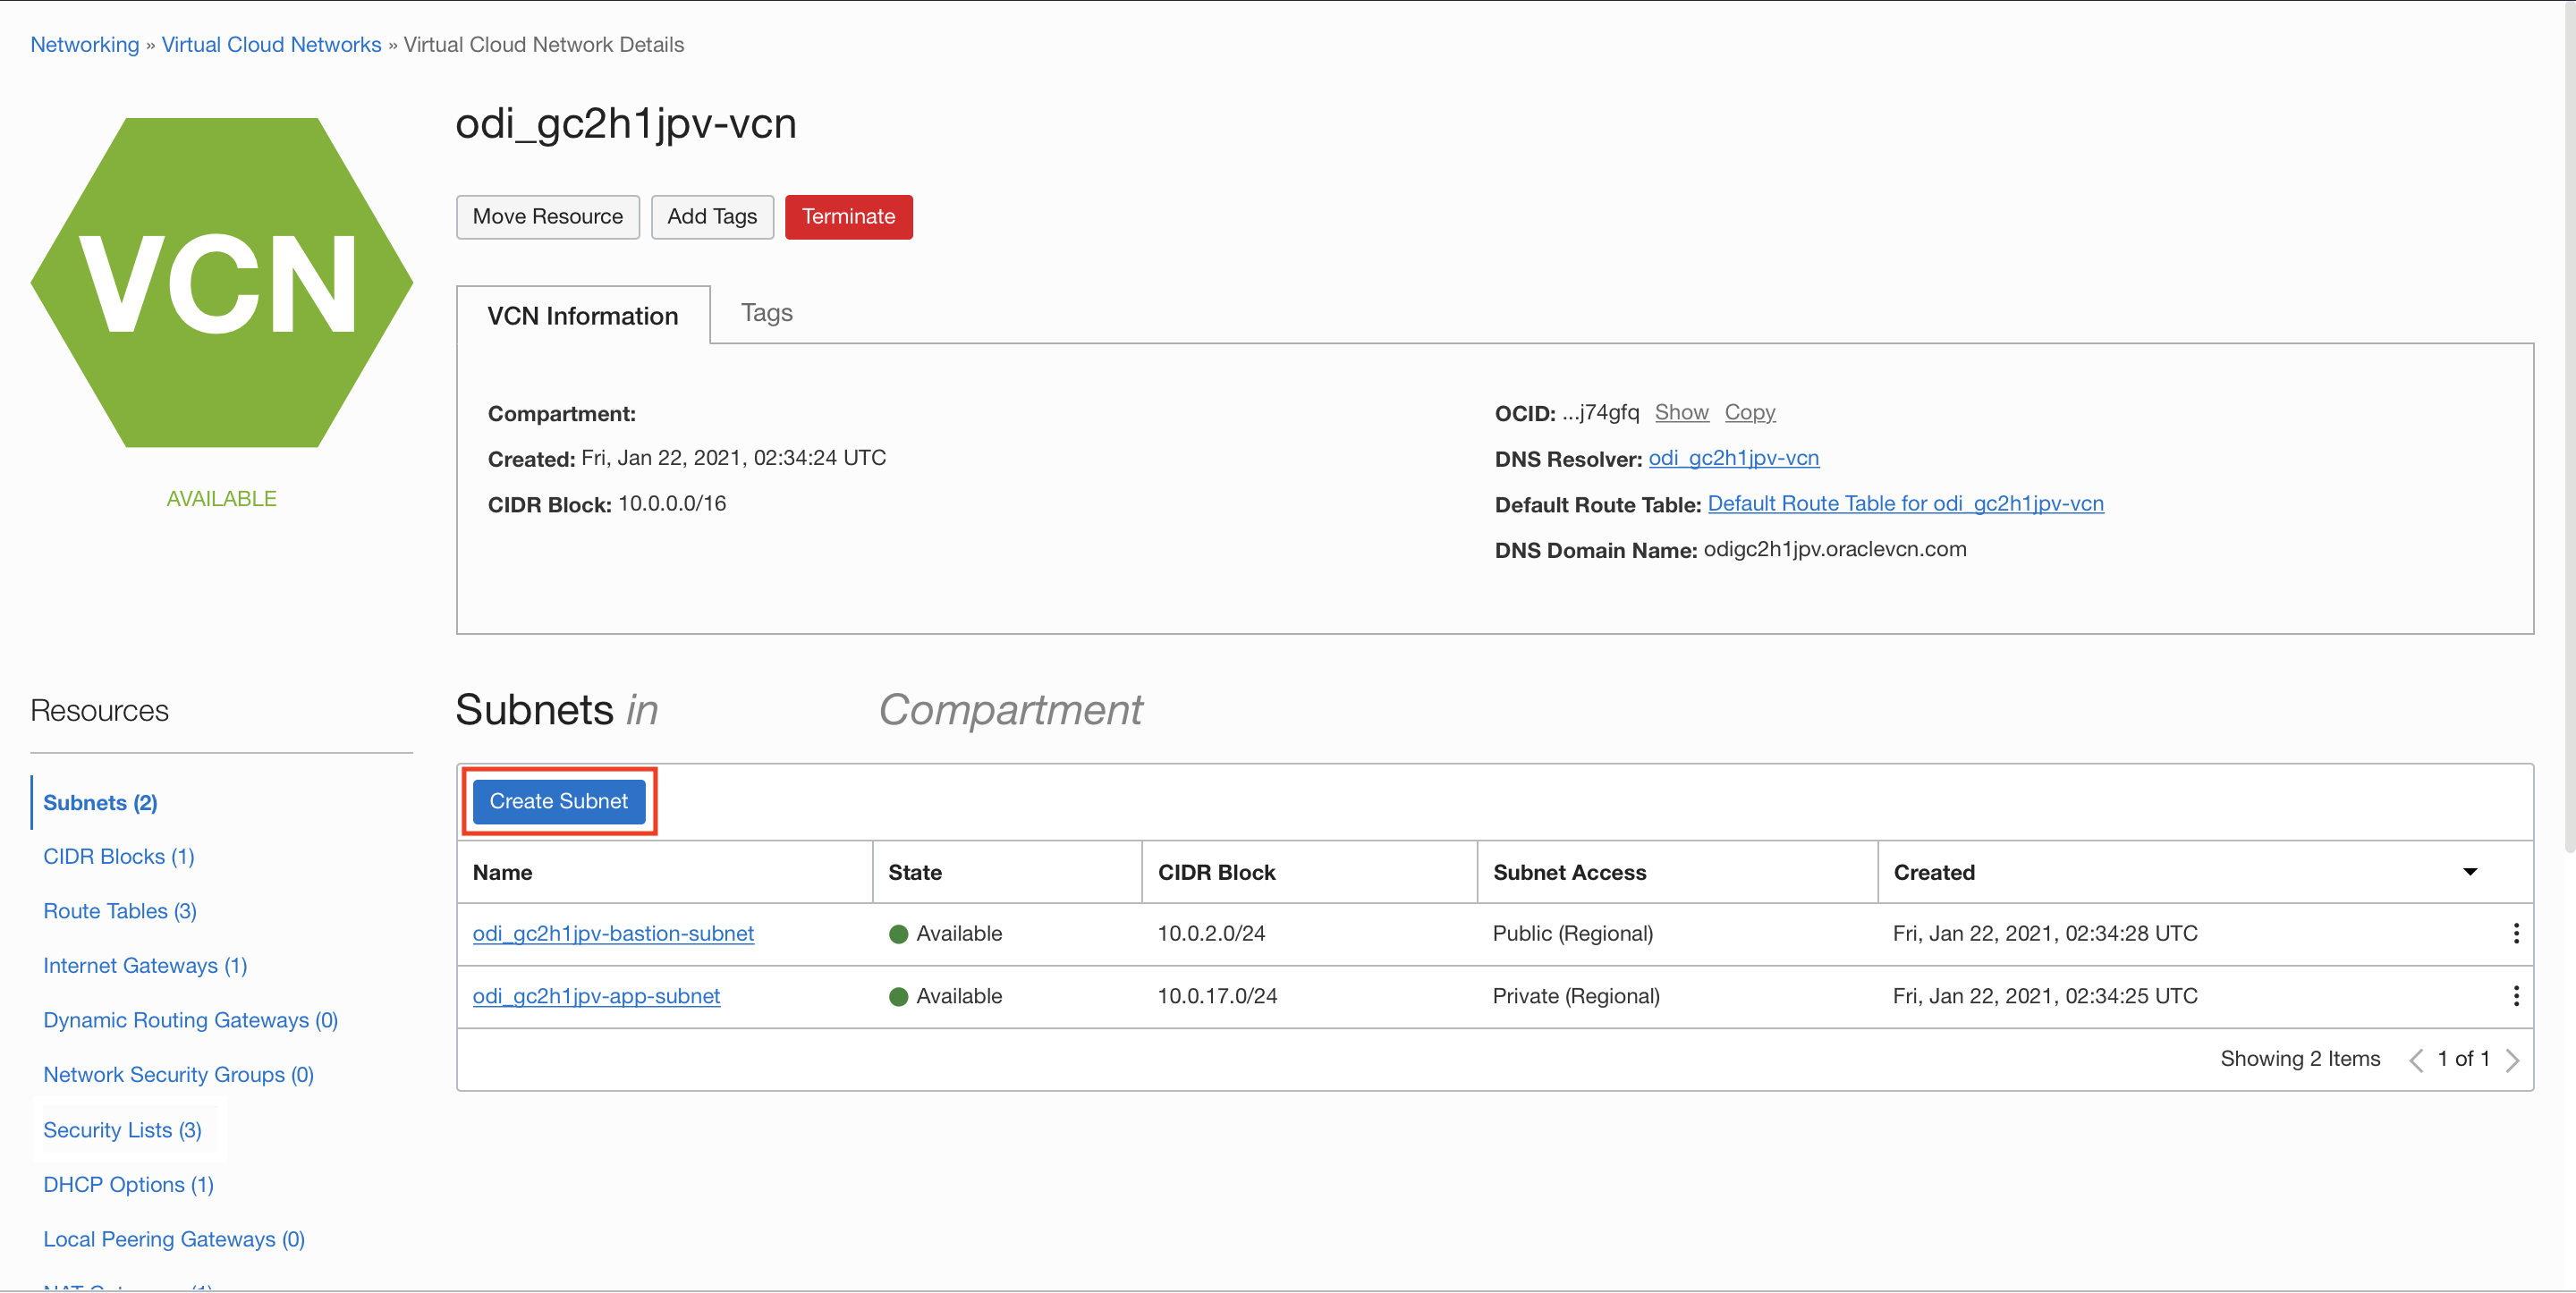 Networking » Virtual Cloud Networks » Virtual Cloud Network Details
VCN
AVAILABLE
odi_gc2h1jpv-vcn
Move Resource Add Tags Terminate
VCN Information Tags
Compartment:
Created: Fri, Jan 22, 2021, 02:34:24 UTC
CIDR Block: 10.0.0.0/16
OCID: ...j74gfq Show Copy
DNS Resolver: odi_gc2h1jpv-vcn
Default Route Table: Default Route Table for odi_gc2h1jpv-vcn
DNS Domain Name: odigc2h1jpv.oraclevcn.com
Resources
Subnets (2)
CIDR Blocks (1)
Route Tables (3)
Internet Gateways (1)
Dynamic Routing Gateways (0)
Network Security Groups (0)
Security Lists (3)
DHCP Options (1)
Local Peering Gateways (0)
Subnets in Compartment
Create Subnet
Name State CIDR Block Subnet Access Created
odi_gc2h1jpv-bastion-subnet Available 10.0.2.0/24 Public (Regional) Fri, Jan 22, 2021, 02:34:28 UTC
odi_gc2h1jpv-app-subnet Available 10.0.17.0/24 Private (Regional) Fri, Jan 22, 2021, 02:34:25 UTC
Showing 2 Items 1 of 1